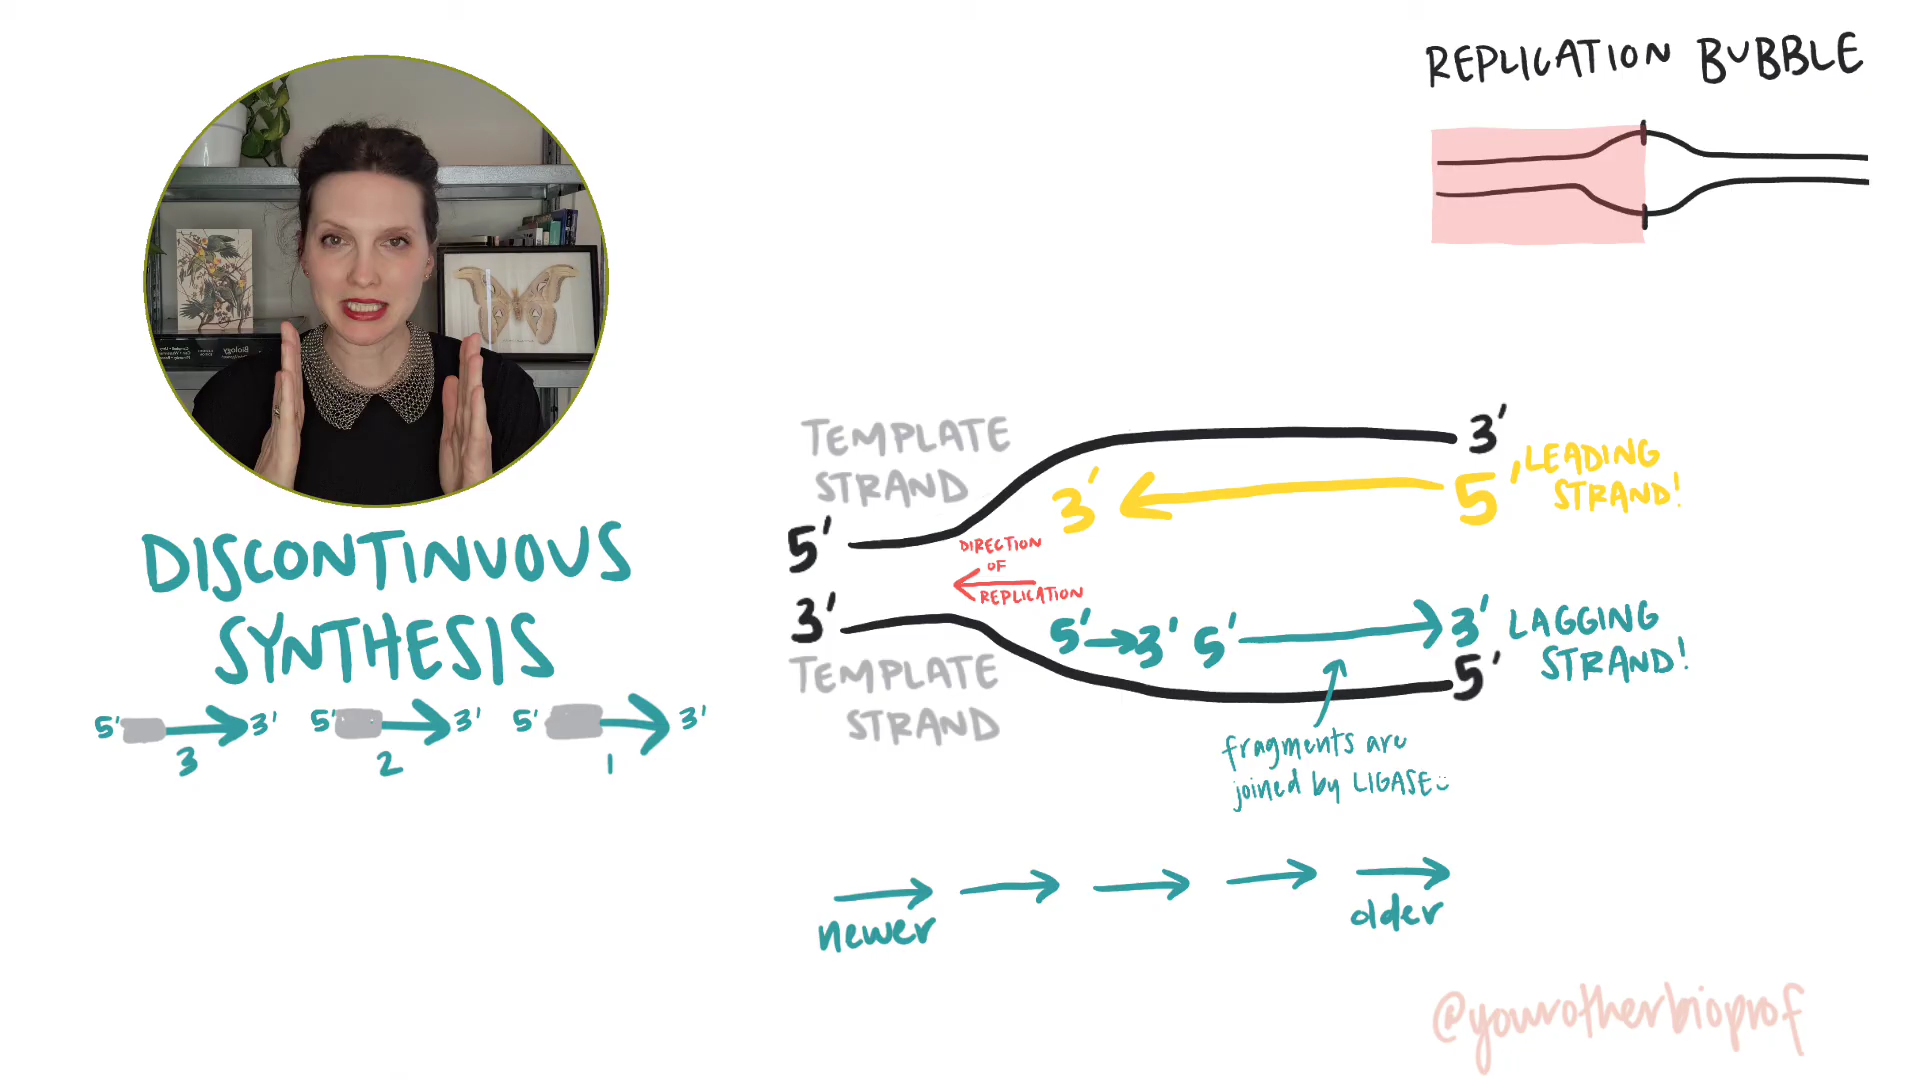 REPLICATION BUBBLE
TEMPLATE
STRAND
3'
LEADING
STRAND!
3'
5'
5'
DIRECTION
OF
REPLICATION
3'
5' 3' 5' 3'
LAGGING
STRAND!
5'
TEMPLATE
STRAND
fragments are
joined by LIGASE
newer
older
DISCONTINUOUS
SYNTHESIS
5' 3' 5' 3' 5' 3'
3 2 1
Biology
@yourotherbioprof